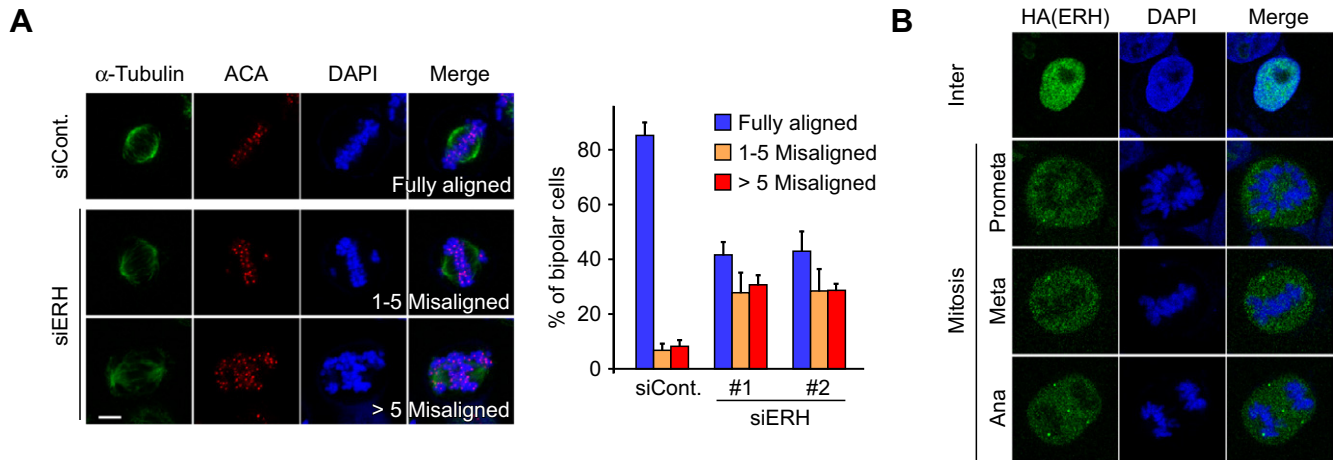 A
α-Tubulin ACA DAPI Merge
siCont.
Fully aligned
siERH
1-5 Misaligned
> 5 Misaligned
% of bipolar cells
80
60
40
20
0
Fully aligned
1-5 Misaligned
> 5 Misaligned
siCont. #1 #2
siERH
B
HA(ERH) DAPI Merge
Inter
Mitosis
Prometa
Meta
Ana